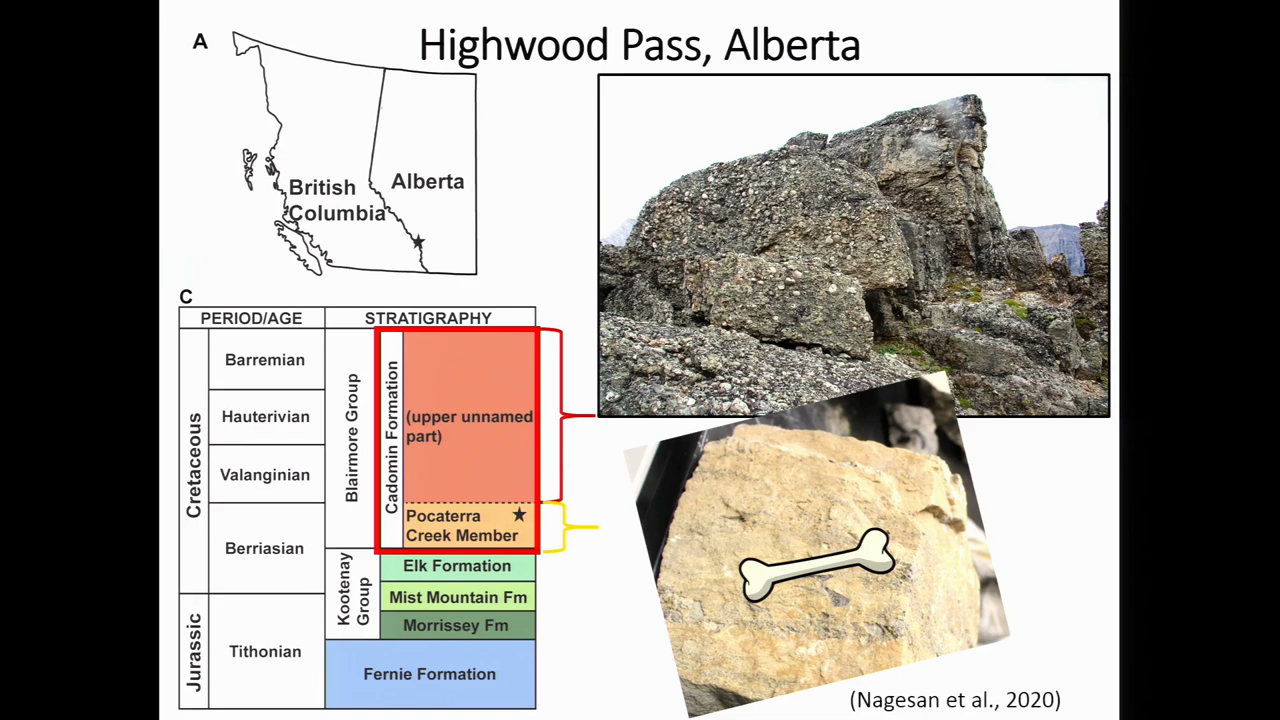 Highwood Pass, Alberta
A
British
Columbia
Alberta
C
PERIOD/AGE
STRATIGRAPHY
Cretaceous
Barremian
Hauterivian
Valanginian
Berriasian
Jurassic
Tithonian
Blairmore Group
Cadomin Formation
(upper unnamed
part)
Pocaterra
Creek Member
Kootenay
Group
Elk Formation
Mist Mountain Fm
Morrissey Fm
Fernie Formation
(Nagesan et al., 2020)